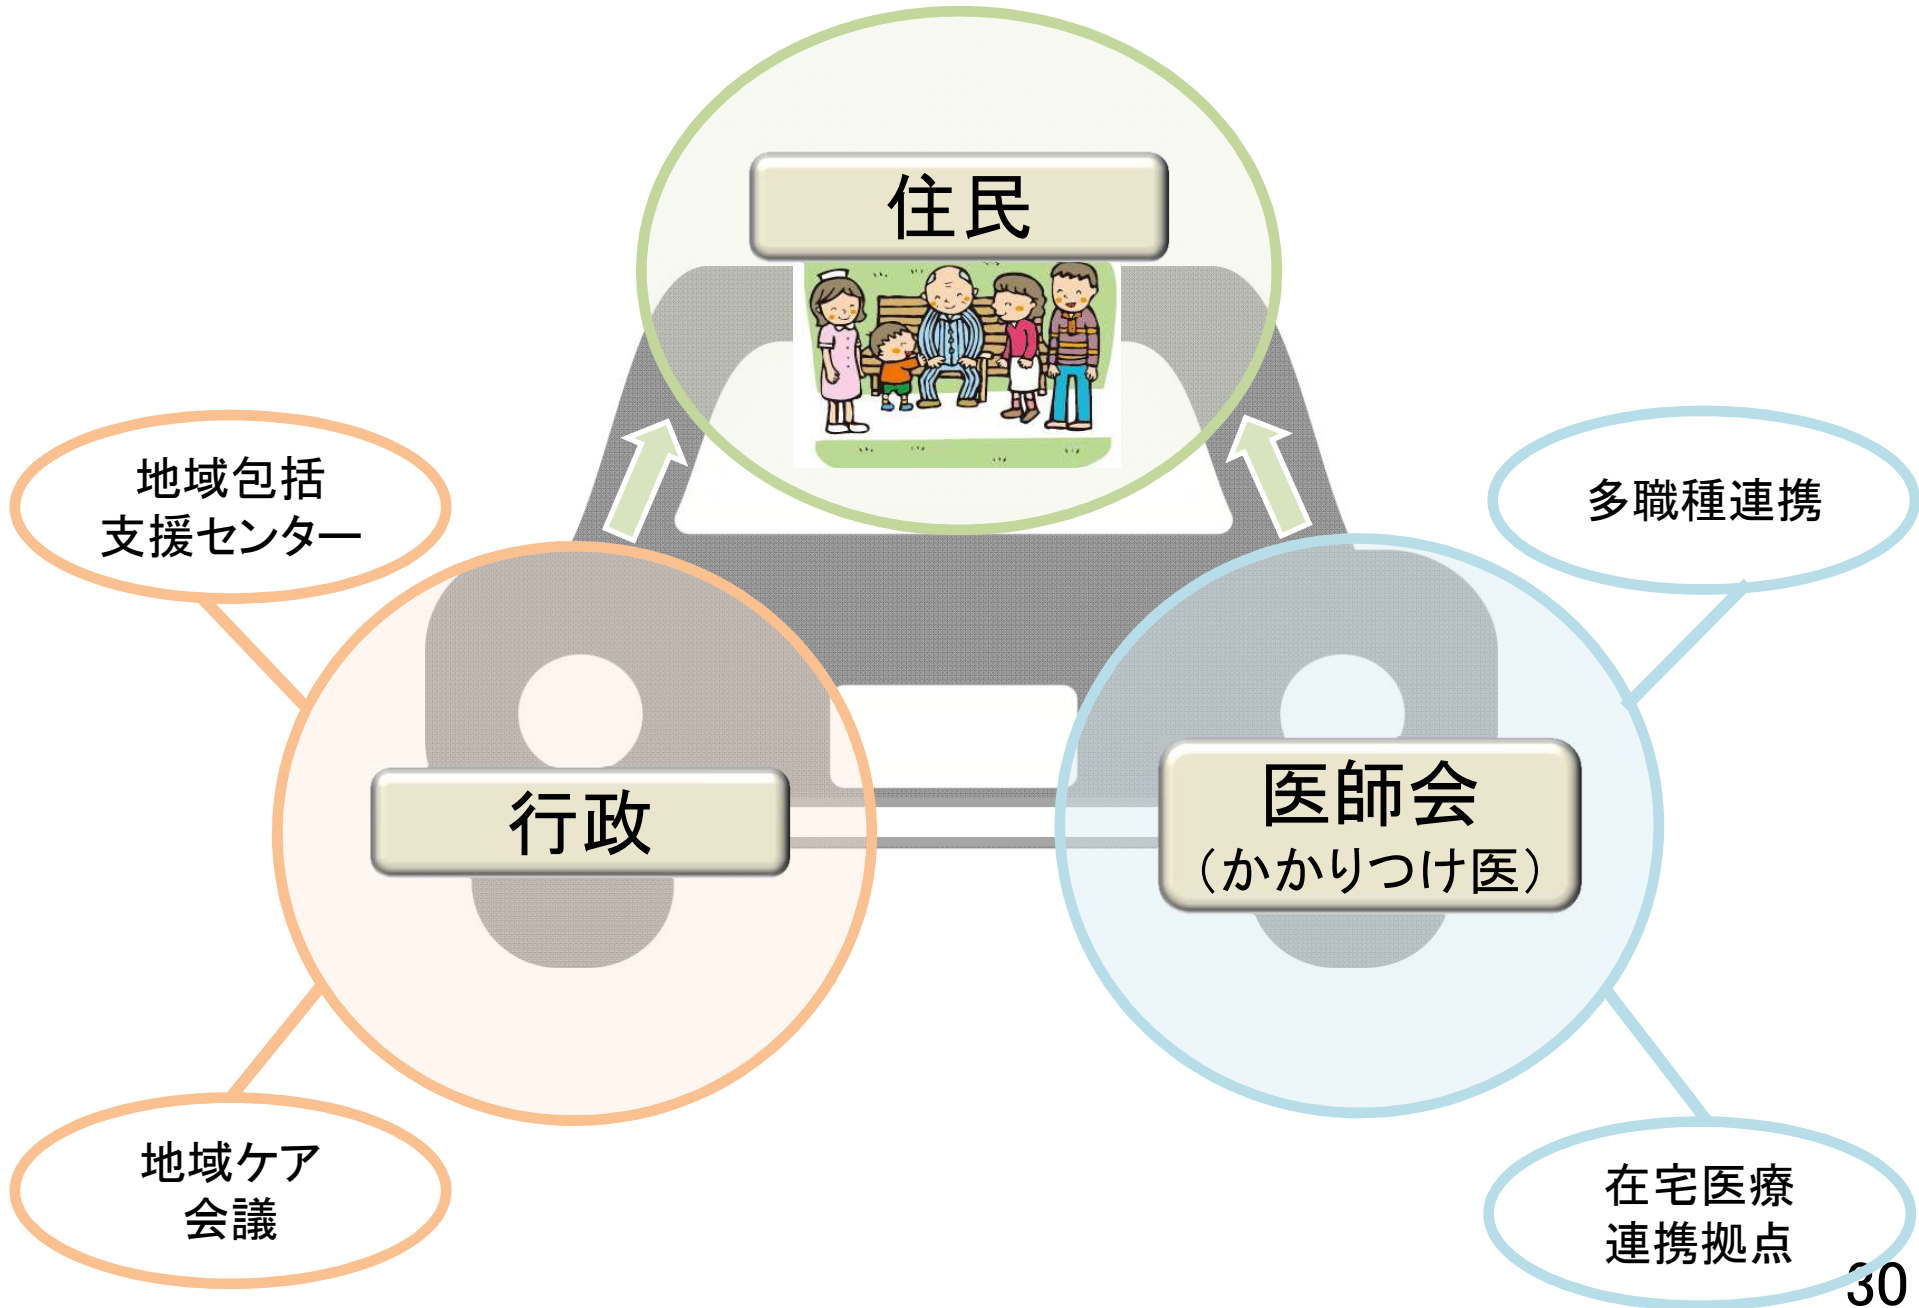 住民
地域包括
支援センター
多職種連携
行政
医師会
（かかりつけ医）
地域ケア
会議
在宅医療
連携拠点
30